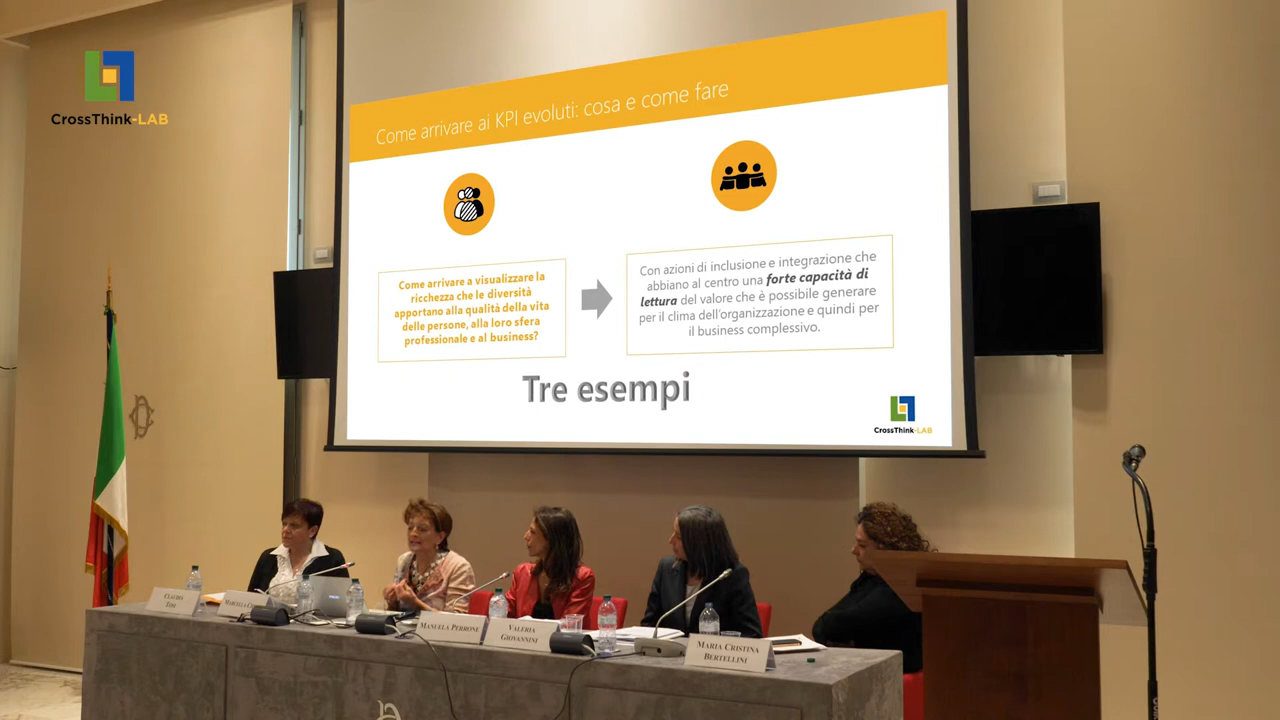 CrossThink-LAB
Come arrivare ai KPI evoluti: cosa e come fare
Come arrivare a visualizzare la
ricchezza che le diversità
apportano alla qualità della vita
delle persone, alla loro sfera
professionale e al business?
Con azioni di inclusione e integrazione che
abbiano al centro una forte capacità di
lettura del valore che è possibile generare
per il clima dell'organizzazione e quindi per
il business complessivo.
Tre esempi
CrossThink-LAB
CLAUDIA
MARCELLA
MANUELA PERRONE
VALERIA
GIOVANNINI
MARIA CRISTINA
BERTELLINI